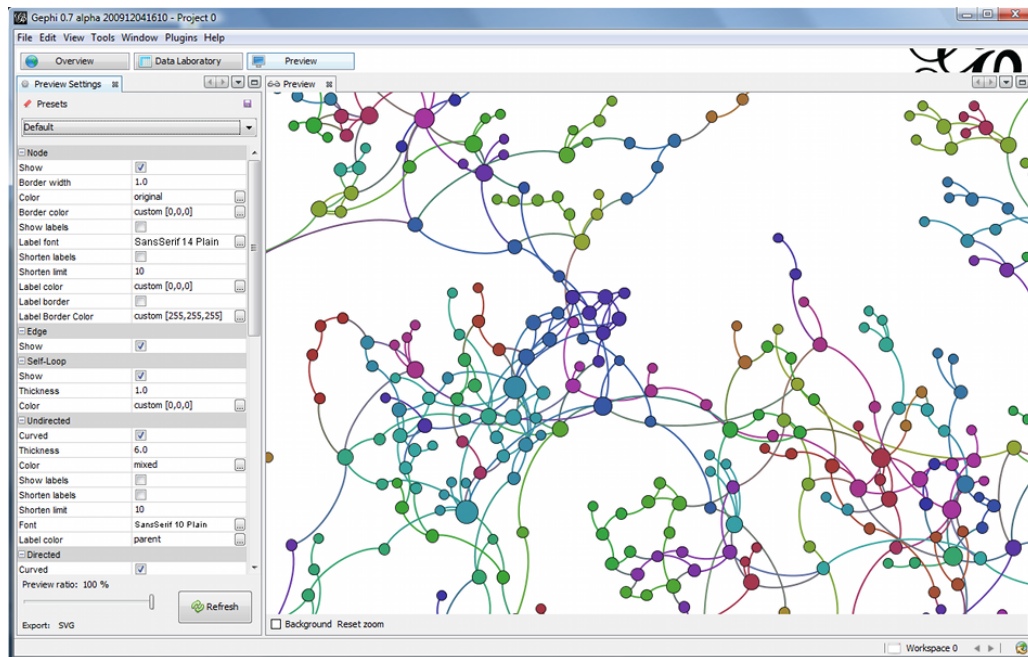 Gephi 0.7 alpha 200912041610 - Project 0
File Edit View Tools Window Plugins Help
Overview Data Laboratory Preview
Preview Settings
Presets
Default
Node
Show
Border width 1.0
Color original
Border color custom [0,0,0]
Show labels
Label font SansSerif 14 Plain
Shorten labels
Shorten limit 10
Label color custom [0,0,0]
Label border
Label Border Color custom [255,255,255]
Edge
Show
Self-Loop
Show
Thickness 1.0
Color custom [0,0,0]
Undirected
Curved
Thickness 6.0
Color mixed
Show labels
Shorten labels
Shorten limit 10
Font SansSerif 10 Plain
Label color parent
Directed
Curved
Preview ratio: 100 %
Refresh
Export: SVG
Preview
Background Reset zoom
Workspace 0